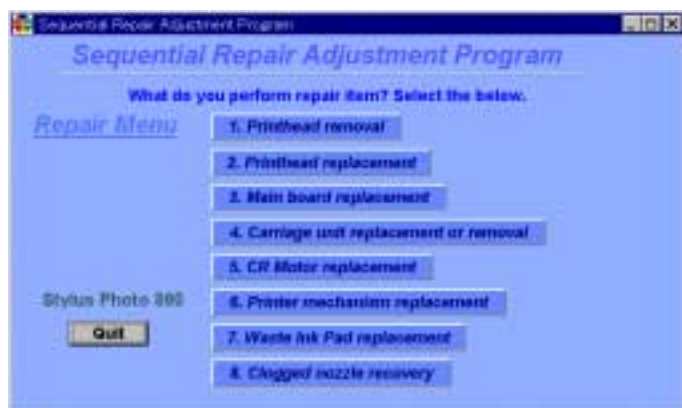 Sequential Repair Adjustment Program
Sequential Repair Adjustment Program
What do you perform repair item? Select the below.
Repair Menu
1. Printhead removal
2. Printhead replacement
3. Main board replacement
4. Carriage unit replacement or removal
5. CR Motor replacement
6. Printer mechanism replacement
7. Waste Ink Pad replacement
8. Clogged nozzle recovery
Stylus Photo
Quit